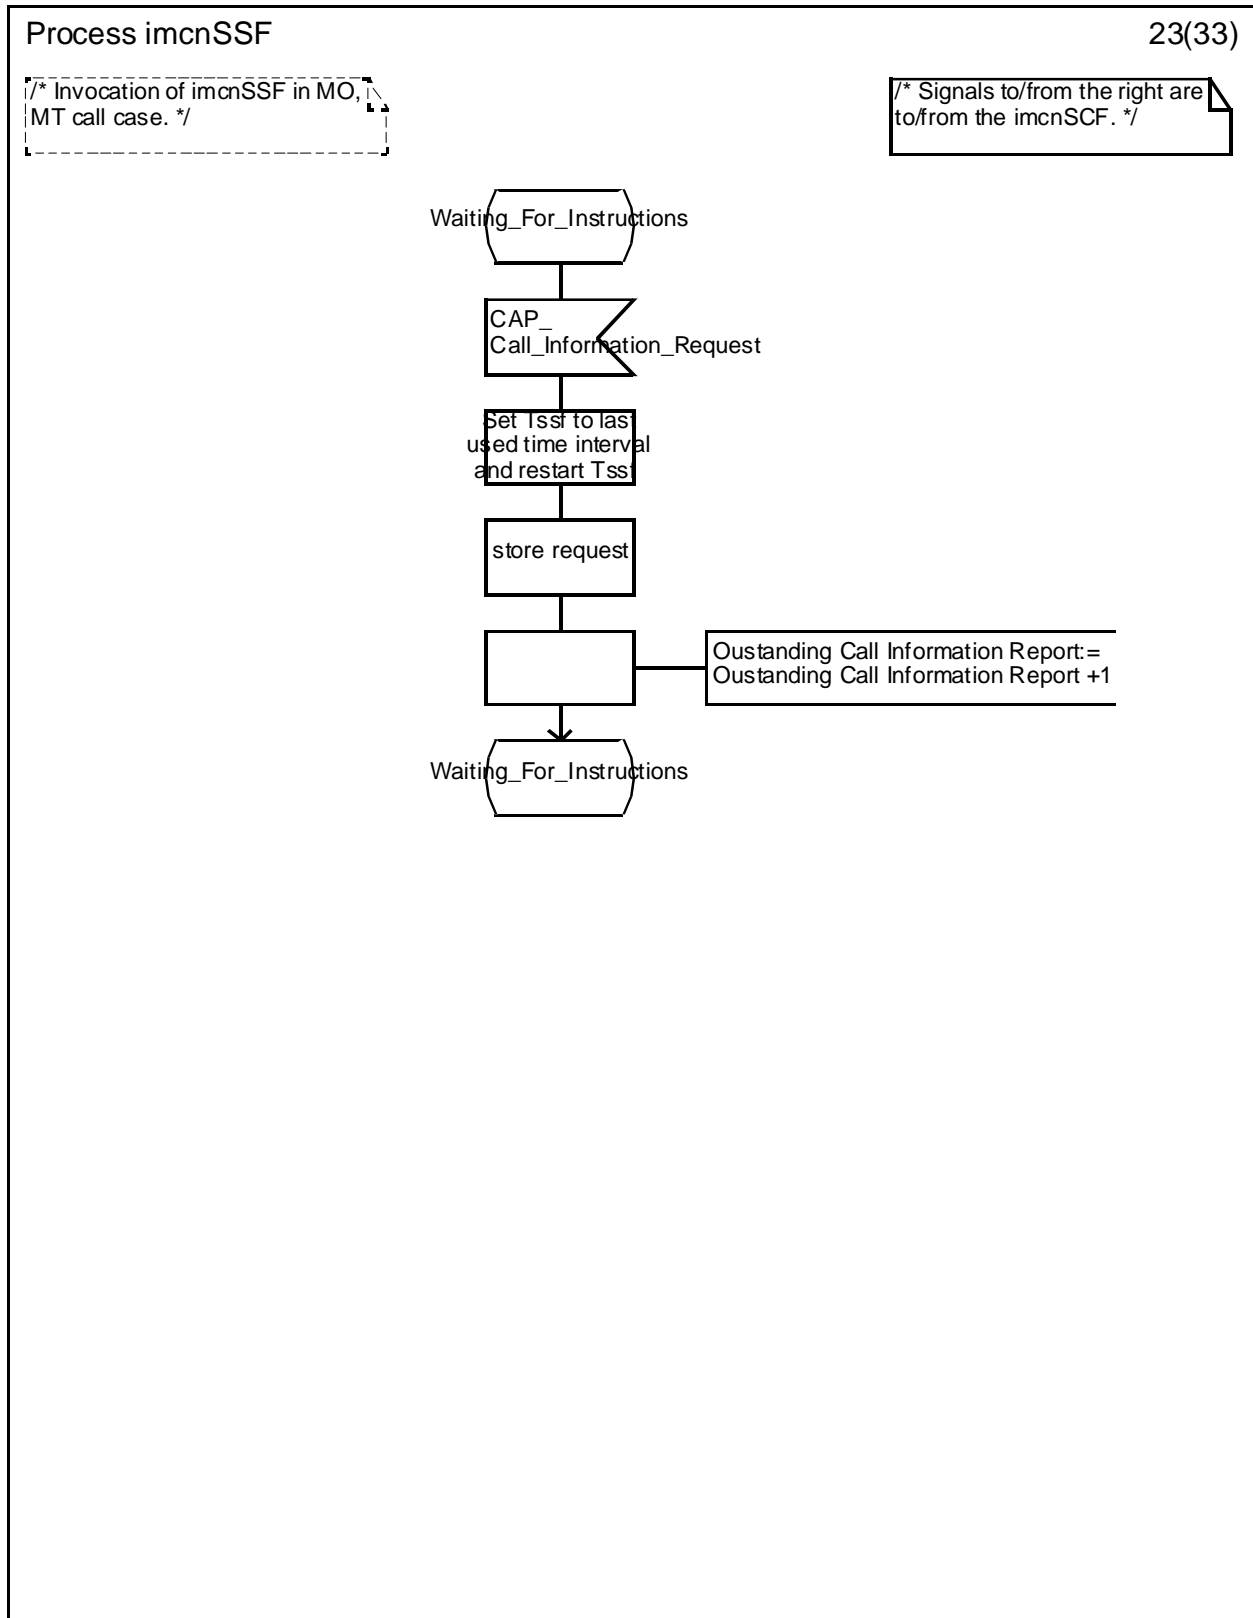 Process imcnSSF
23(33)
/* Invocation of imcnSSF in MO,
MT call case. */
/* Signals to/from the right are
to/from the imcnSCF. */
Waiting_For_Instructions
CAP_
Call_Information_Request
Set Tssf to last
used time interval
and restart Tssf
store request
Oustanding Call Information Report:=
Oustanding Call Information Report +1
Waiting_For_Instructions